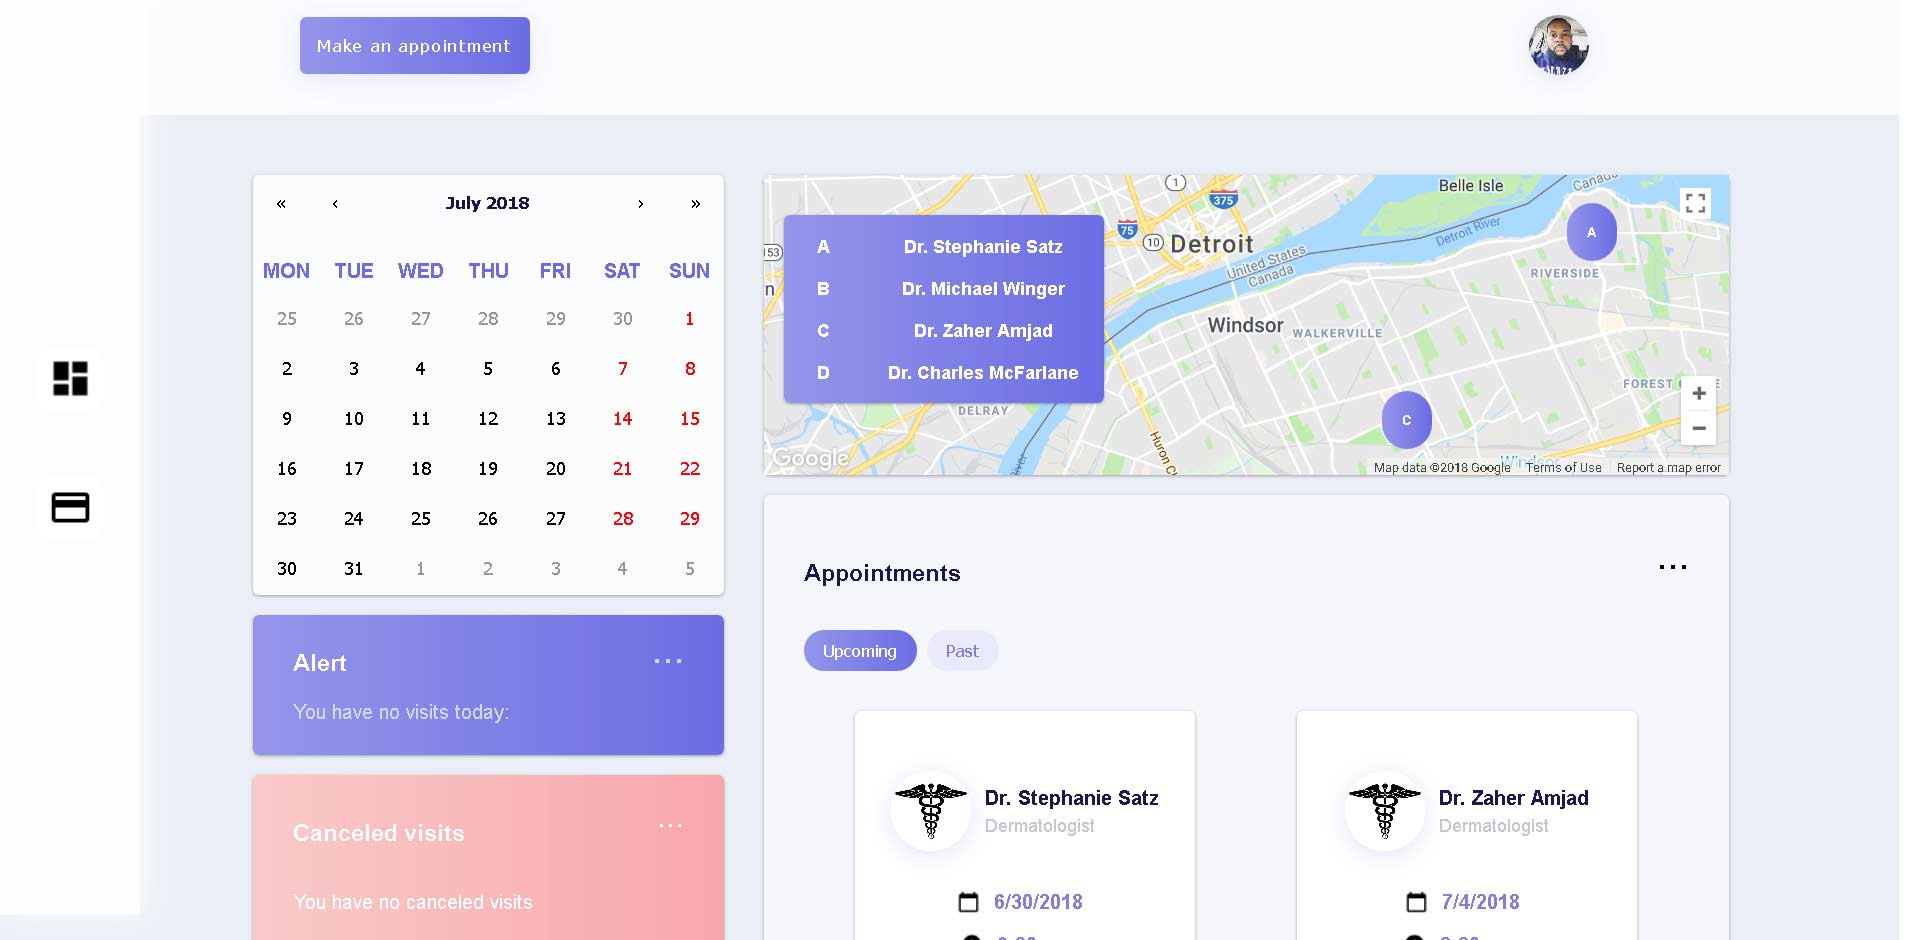 Make an appointment
« ‹ July 2018 › »
MON TUE WED THU FRI SAT SUN
25 26 27 28 29 30 1
2 3 4 5 6 7 8
9 10 11 12 13 14 15
16 17 18 19 20 21 22
23 24 25 26 27 28 29
30 31 1 2 3 4 5
Alert ...
You have no visits today:
Canceled visits ...
You have no canceled visits
A Dr. Stephanie Satz
B Dr. Michael Winger
C Dr. Zaher Amjad
D Dr. Charles McFarlane
1
375
75
10
153
Detroit
Belle Isle
Canada
Detroit River
United States
Canada
A
RIVERSIDE
Windsor
WALKERVILLE
DELRAY
C
+
−
Google
Map data ©2018 Google Terms of Use Report a map error
Appointments ...
Upcoming Past
Dr. Stephanie Satz
Dermatologist
6/30/2018
Dr. Zaher Amjad
Dermatologist
7/4/2018